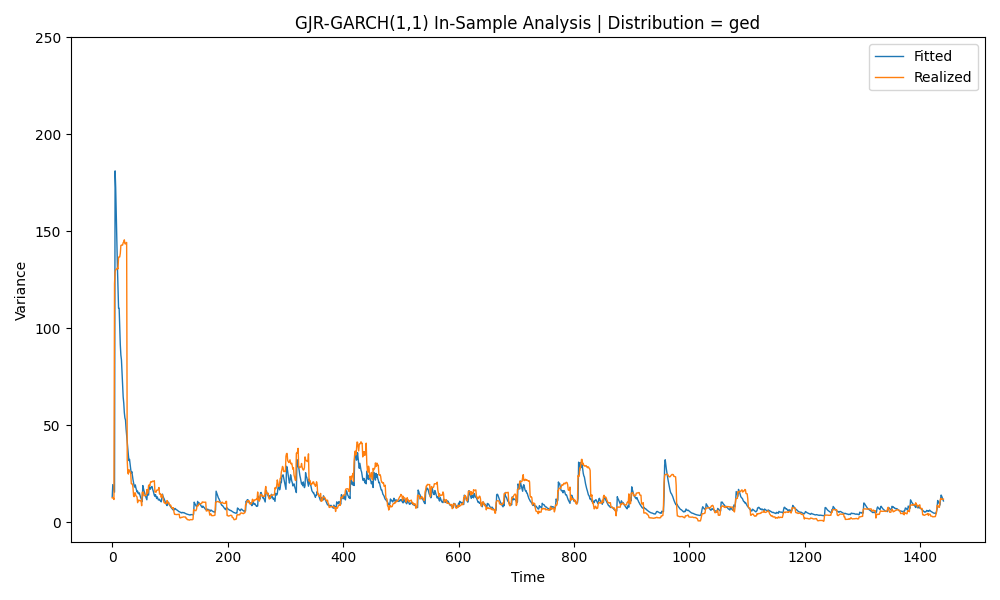 GJR-GARCH(1,1) In-Sample Analysis | Distribution = ged
Fitted
Realized
Variance
250
200
150
100
50
0
0 200 400 600 800 1000 1200 1400
Time